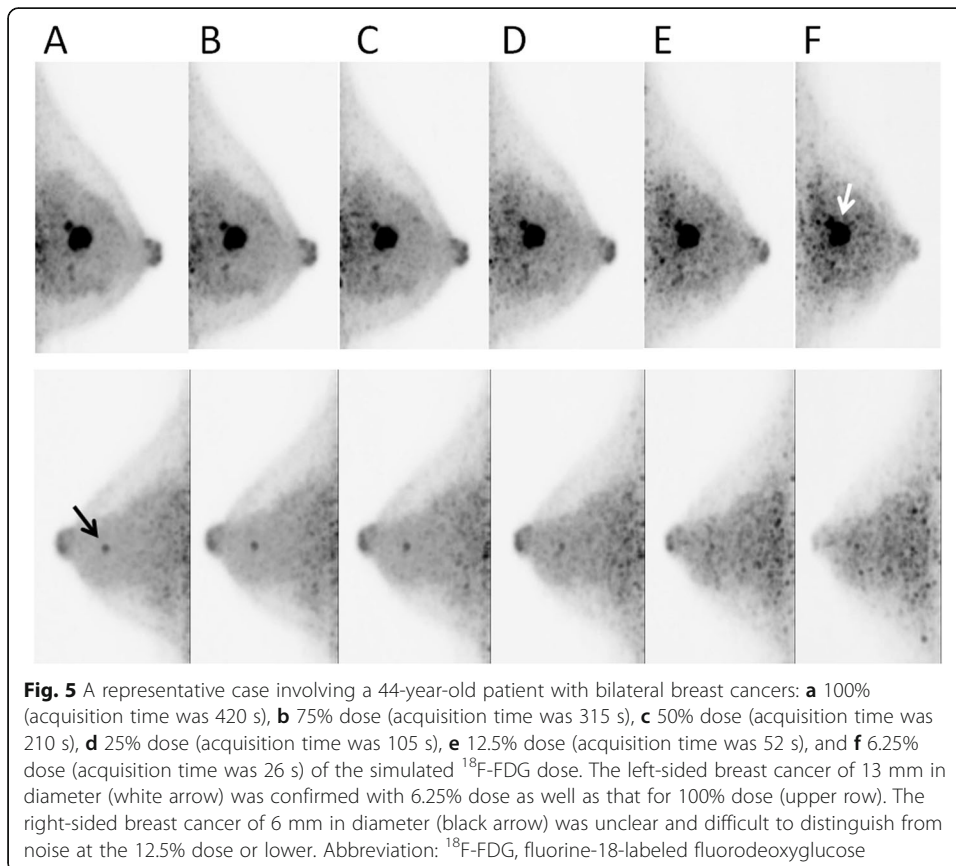 A B C D E F
Fig. 5 A representative case involving a 44-year-old patient with bilateral breast cancers: a 100%
(acquisition time was 420 s), b 75% dose (acquisition time was 315 s), c 50% dose (acquisition time was
210 s), d 25% dose (acquisition time was 105 s), e 12.5% dose (acquisition time was 52 s), and f 6.25%
dose (acquisition time was 26 s) of the simulated ¹⁸F-FDG dose. The left-sided breast cancer of 13 mm in
diameter (white arrow) was confirmed with 6.25% dose as well as that for 100% dose (upper row). The
right-sided breast cancer of 6 mm in diameter (black arrow) was unclear and difficult to distinguish from
noise at the 12.5% dose or lower. Abbreviation: ¹⁸F-FDG, fluorine-18-labeled fluorodeoxyglucose